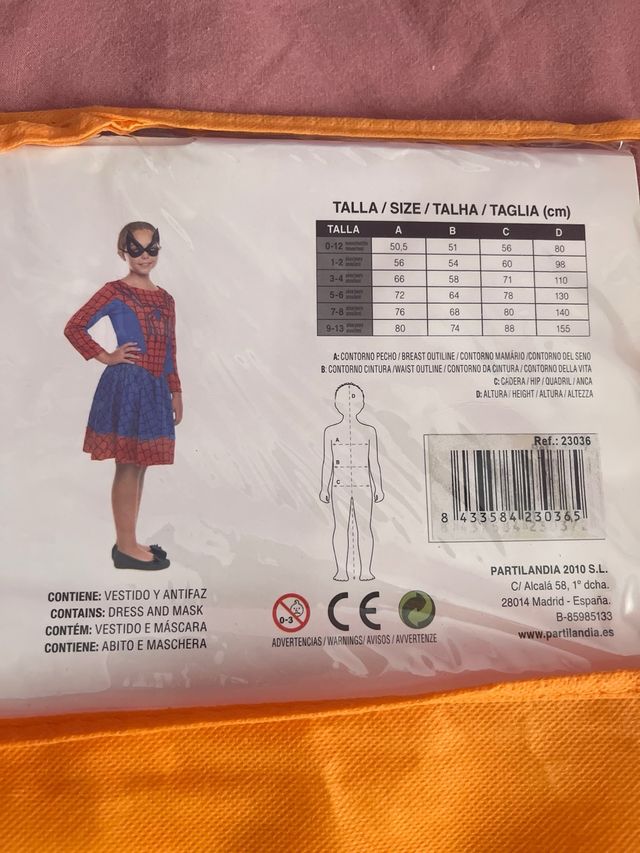 TALLA / SIZE / TALHA / TAGLIA (cm)
TALLA A B C D
0-12 50,5 51 56 80
1-2 56 54 60 98
3-4 66 58 71 110
5-6 72 64 78 130
7-8 76 68 80 140
9-13 80 74 88 155
A: CONTORNO PECHO / BREAST OUTILINE / CONTORNO MAMÁRIO /CONTORNO DEL SENO
B: CONTORNO CINTURA /WAIST OUTLINE / CONTORNO DA CINTURA / CONTORNO DELLA VITA
C: CADERA / HIP / QUADRIL / ANCA
D: ALTURA / HEIGHT / ALTURA / ALTEZZA
D
A
B
C
Ref.: 23036
8 433584 230365
CONTIENE: VESTIDO Y ANTIFAZ
CONTAINS: DRESS AND MASK
CONTÉM: VESTIDO E MÁSCARA
CONTIENE: ABITO E MASCHERA
0-3
CE
ADVERTENCIAS / WARNINGS/ AVISOS / AVVERTENZE
PARTILANDIA 2010 S.L.
C/ Alcalá 58, 1º dcha.
28014 Madrid - España.
B-85985133
www.partilandia.es